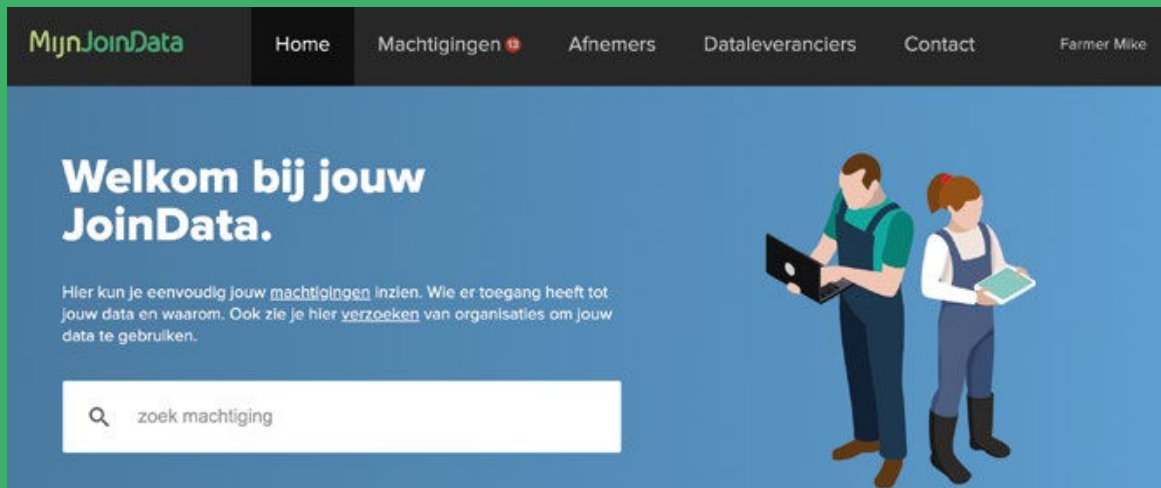 MijnJoinData
Home
Machtigingen 13
Afnemers
Dataleveranciers
Contact
Farmer Mike
Welkom bij jouw
JoinData.
Hier kun je eenvoudig jouw machtigingen inzien. Wie er toegang heeft tot
jouw data en waarom. Ook zie je hier verzoeken van organisaties om jouw
data te gebruiken.
zoek machtiging